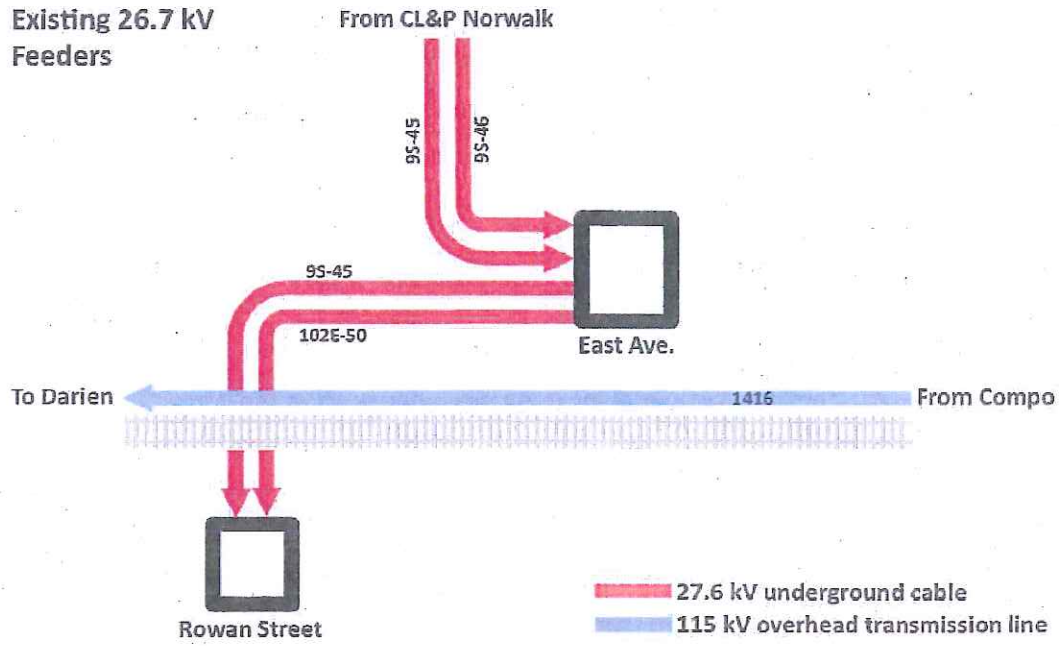 Existing 26.7 kV
Feeders
From CL&P Norwalk
9S-45
9S-46
9S-45
102E-50
East Ave.
To Darien
1416
From Compo
Rowan Street
27.6 kV underground cable
115 kV overhead transmission line